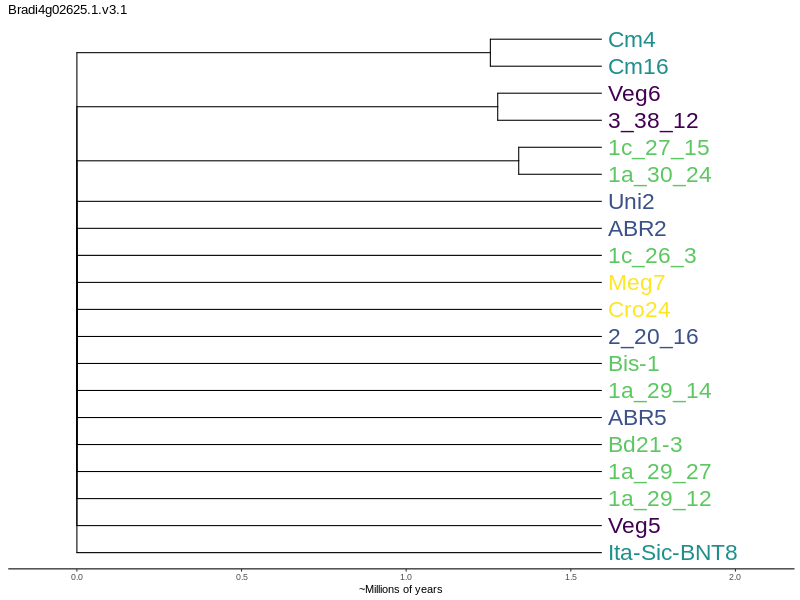 Bradi4g02625.1.v3.1
Cm4
Cm16
Veg6
3_38_12
1c_27_15
1a_30_24
Uni2
ABR2
1c_26_3
Meg7
Cro24
2_20_16
Bis-1
1a_29_14
ABR5
Bd21-3
1a_29_27
1a_29_12
Veg5
Ita-Sic-BNT8
0.0 0.5 1.0 1.5 2.0
~Millions of years